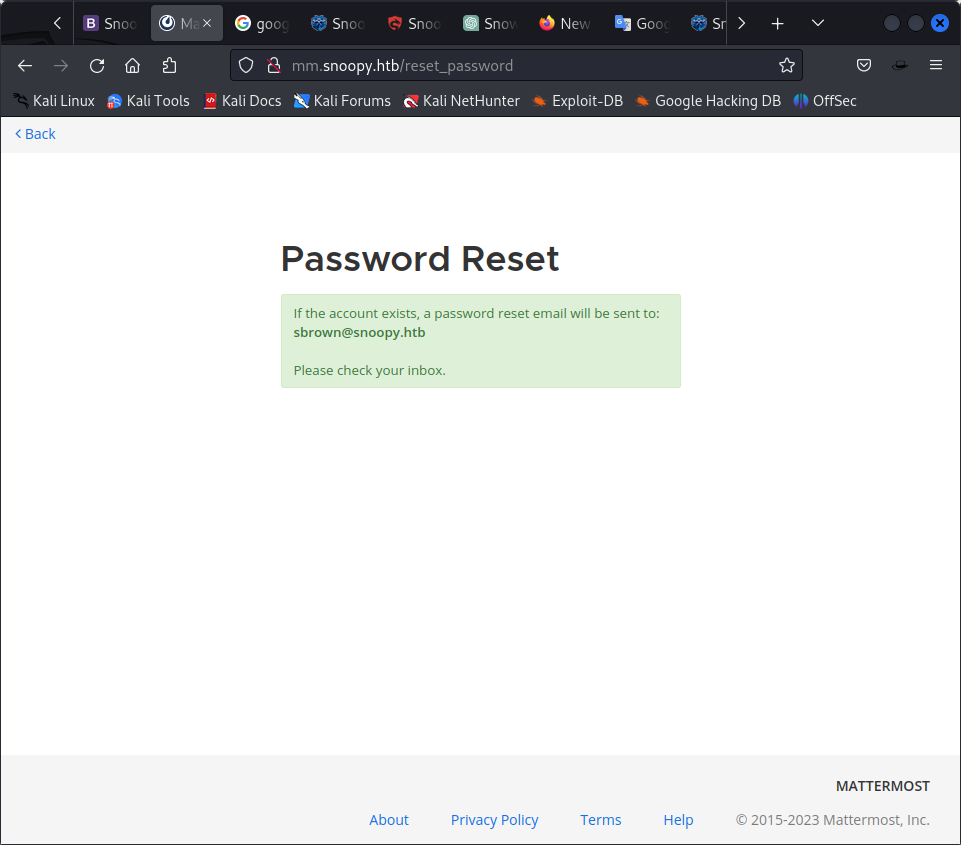 B Snoo Ma goog Snoo Snoo Snow New Goog Sn
mm.snoopy.htb/reset_password
Kali Linux Kali Tools Kali Docs Kali Forums Kali NetHunter Exploit-DB Google Hacking DB OffSec
Back
Password Reset
If the account exists, a password reset email will be sent to:
sbrown@snoopy.htb
Please check your inbox.
MATTERMOST
About Privacy Policy Terms Help © 2015-2023 Mattermost, Inc.